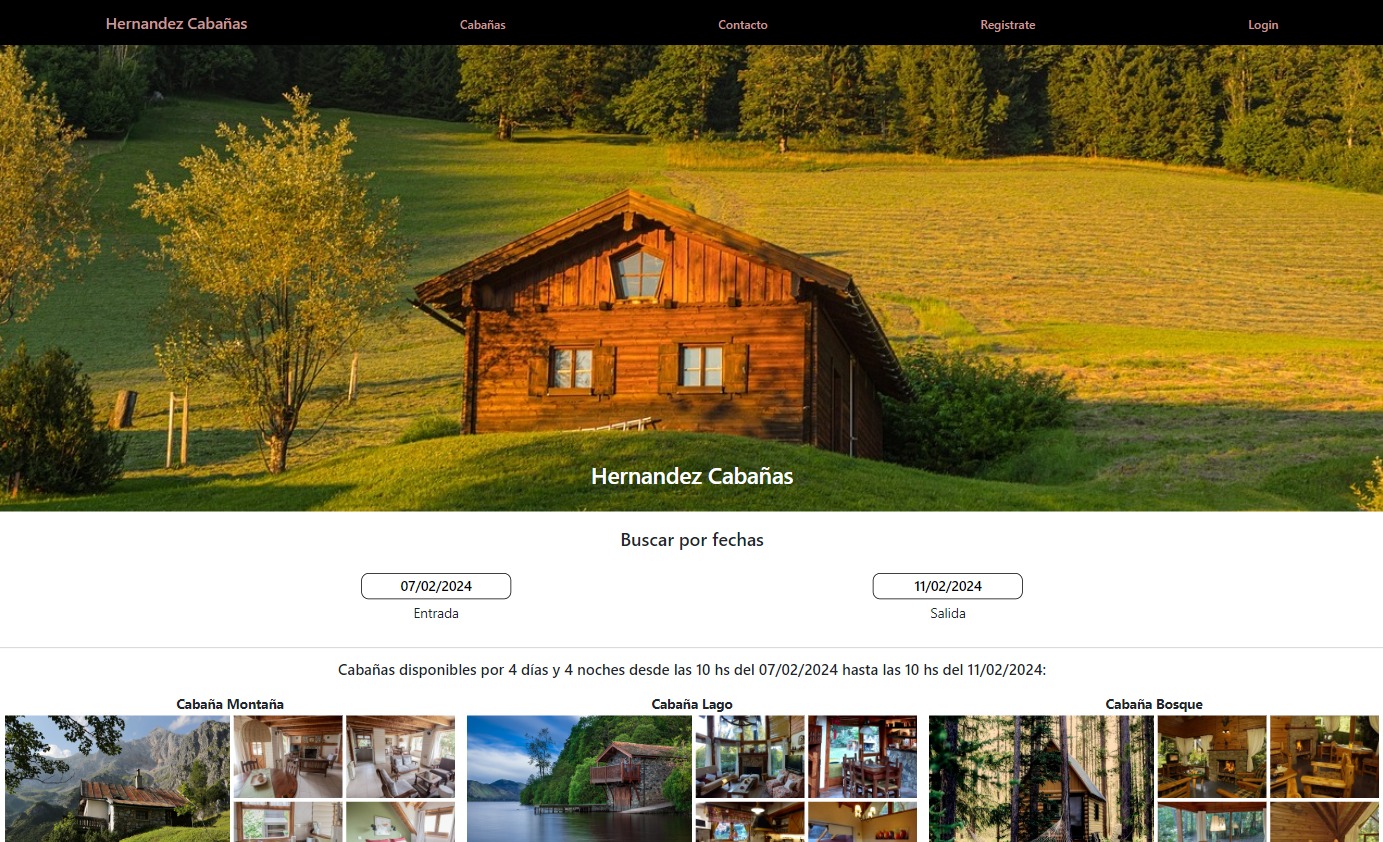 Hernandez Cabañas
Cabañas
Contacto
Registrate
Login
Hernandez Cabañas
Buscar por fechas
07/02/2024
11/02/2024
Entrada
Salida
Cabañas disponibles por 4 días y 4 noches desde las 10 hs del 07/02/2024 hasta las 10 hs del 11/02/2024:
Cabaña Montaña
Cabaña Lago
Cabaña Bosque